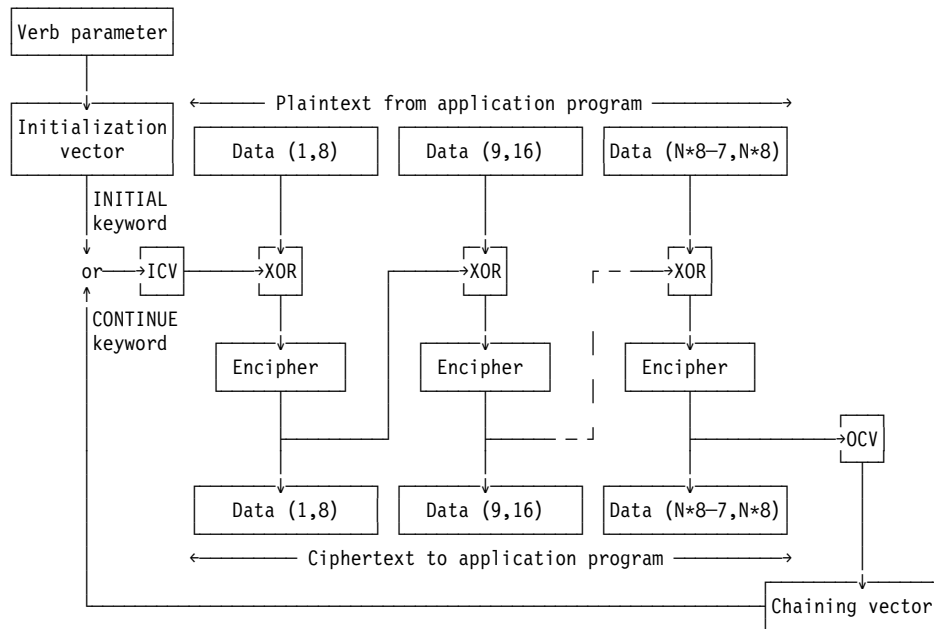 Verb parameter
Plaintext from application program
Initialization
vector
Data (1,8)
Data (9,16)
Data (N*8–7,N*8)
INITIAL
keyword
or
ICV
XOR
XOR
XOR
CONTINUE
keyword
Encipher
Encipher
Encipher
OCV
Data (1,8)
Data (9,16)
Data (N*8–7,N*8)
Ciphertext to application program
Chaining vector